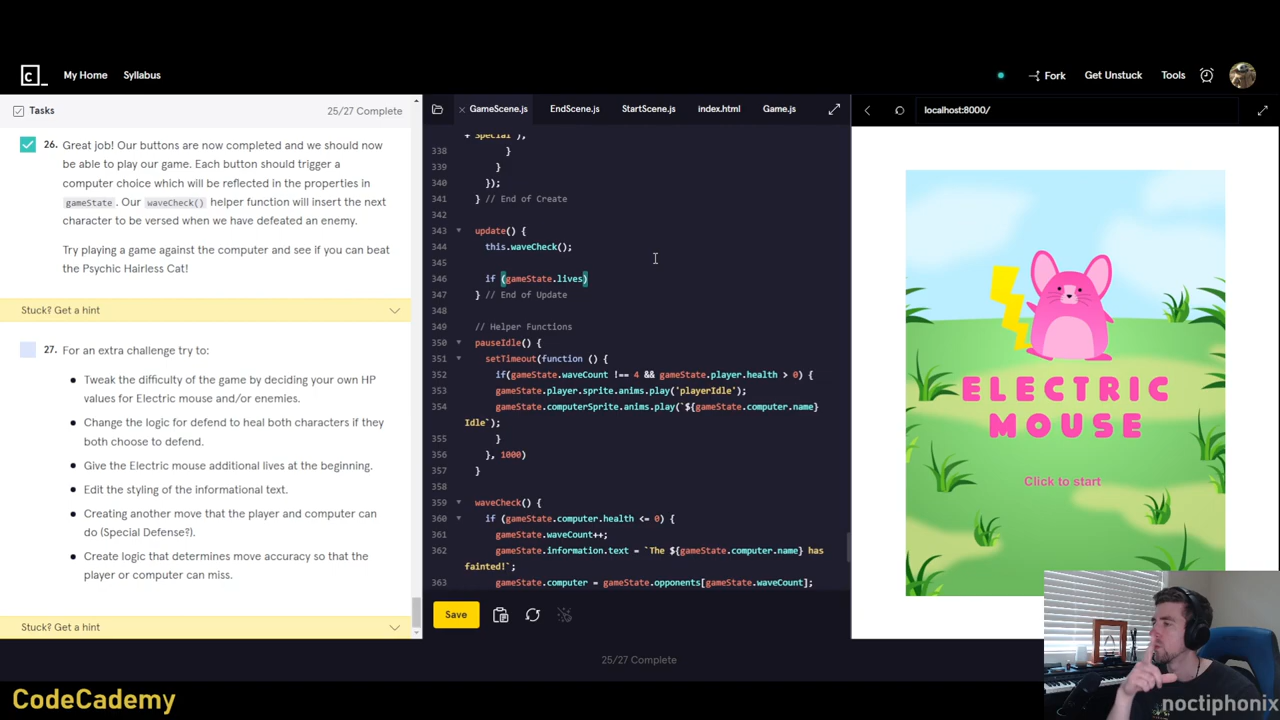 c_
My Home
Syllabus
Fork
Get Unstuck
Tools
Tasks
25/27 Complete
26. Great job! Our buttons are now completed and we should now
be able to play our game. Each button should trigger a
computer choice which will be reflected in the properties in
gameState. Our waveCheck() helper function will insert the next
character to be versed when we have defeated an enemy.
Try playing a game against the computer and see if you can beat
the Psychic Hairless Cat!
Stuck? Get a hint
27. For an extra challenge try to:
Tweak the difficulty of the game by deciding your own HP
values for Electric mouse and/or enemies.
Change the logic for defend to heal both characters if they
both choose to defend.
Give the Electric mouse additional lives at the beginning.
Edit the styling of the informational text.
Creating another move that the player and computer can
do (Special Defense?).
Create logic that determines move accuracy so that the
player or computer can miss.
Stuck? Get a hint
GameScene.js
EndScene.js
StartScene.js
index.html
Game.js
+ Special`);
338 }
339 }
340 });
341 } // End of Create
342
343 update() {
344 this.waveCheck();
345
346 if (gameState.lives)
347 } // End of Update
348
349 // Helper Functions
350 pauseIdle() {
351 setTimeout(function () {
352 if(gameState.waveCount !== 4 && gameState.player.health > 0) {
353 gameState.player.sprite.anims.play('playerIdle');
354 gameState.computerSprite.anims.play(`${gameState.computer.name}
Idle`);
355 }
356 }, 1000)
357 }
358
359 waveCheck() {
360 if (gameState.computer.health <= 0) {
361 gameState.waveCount++;
362 gameState.information.text = `The ${gameState.computer.name} has
fainted!`;
363 gameState.computer = gameState.opponents[gameState.waveCount];
Save
localhost:8000/
ELECTRIC
MOUSE
Click to start
25/27 Complete
CodeCademy
noctiphonix